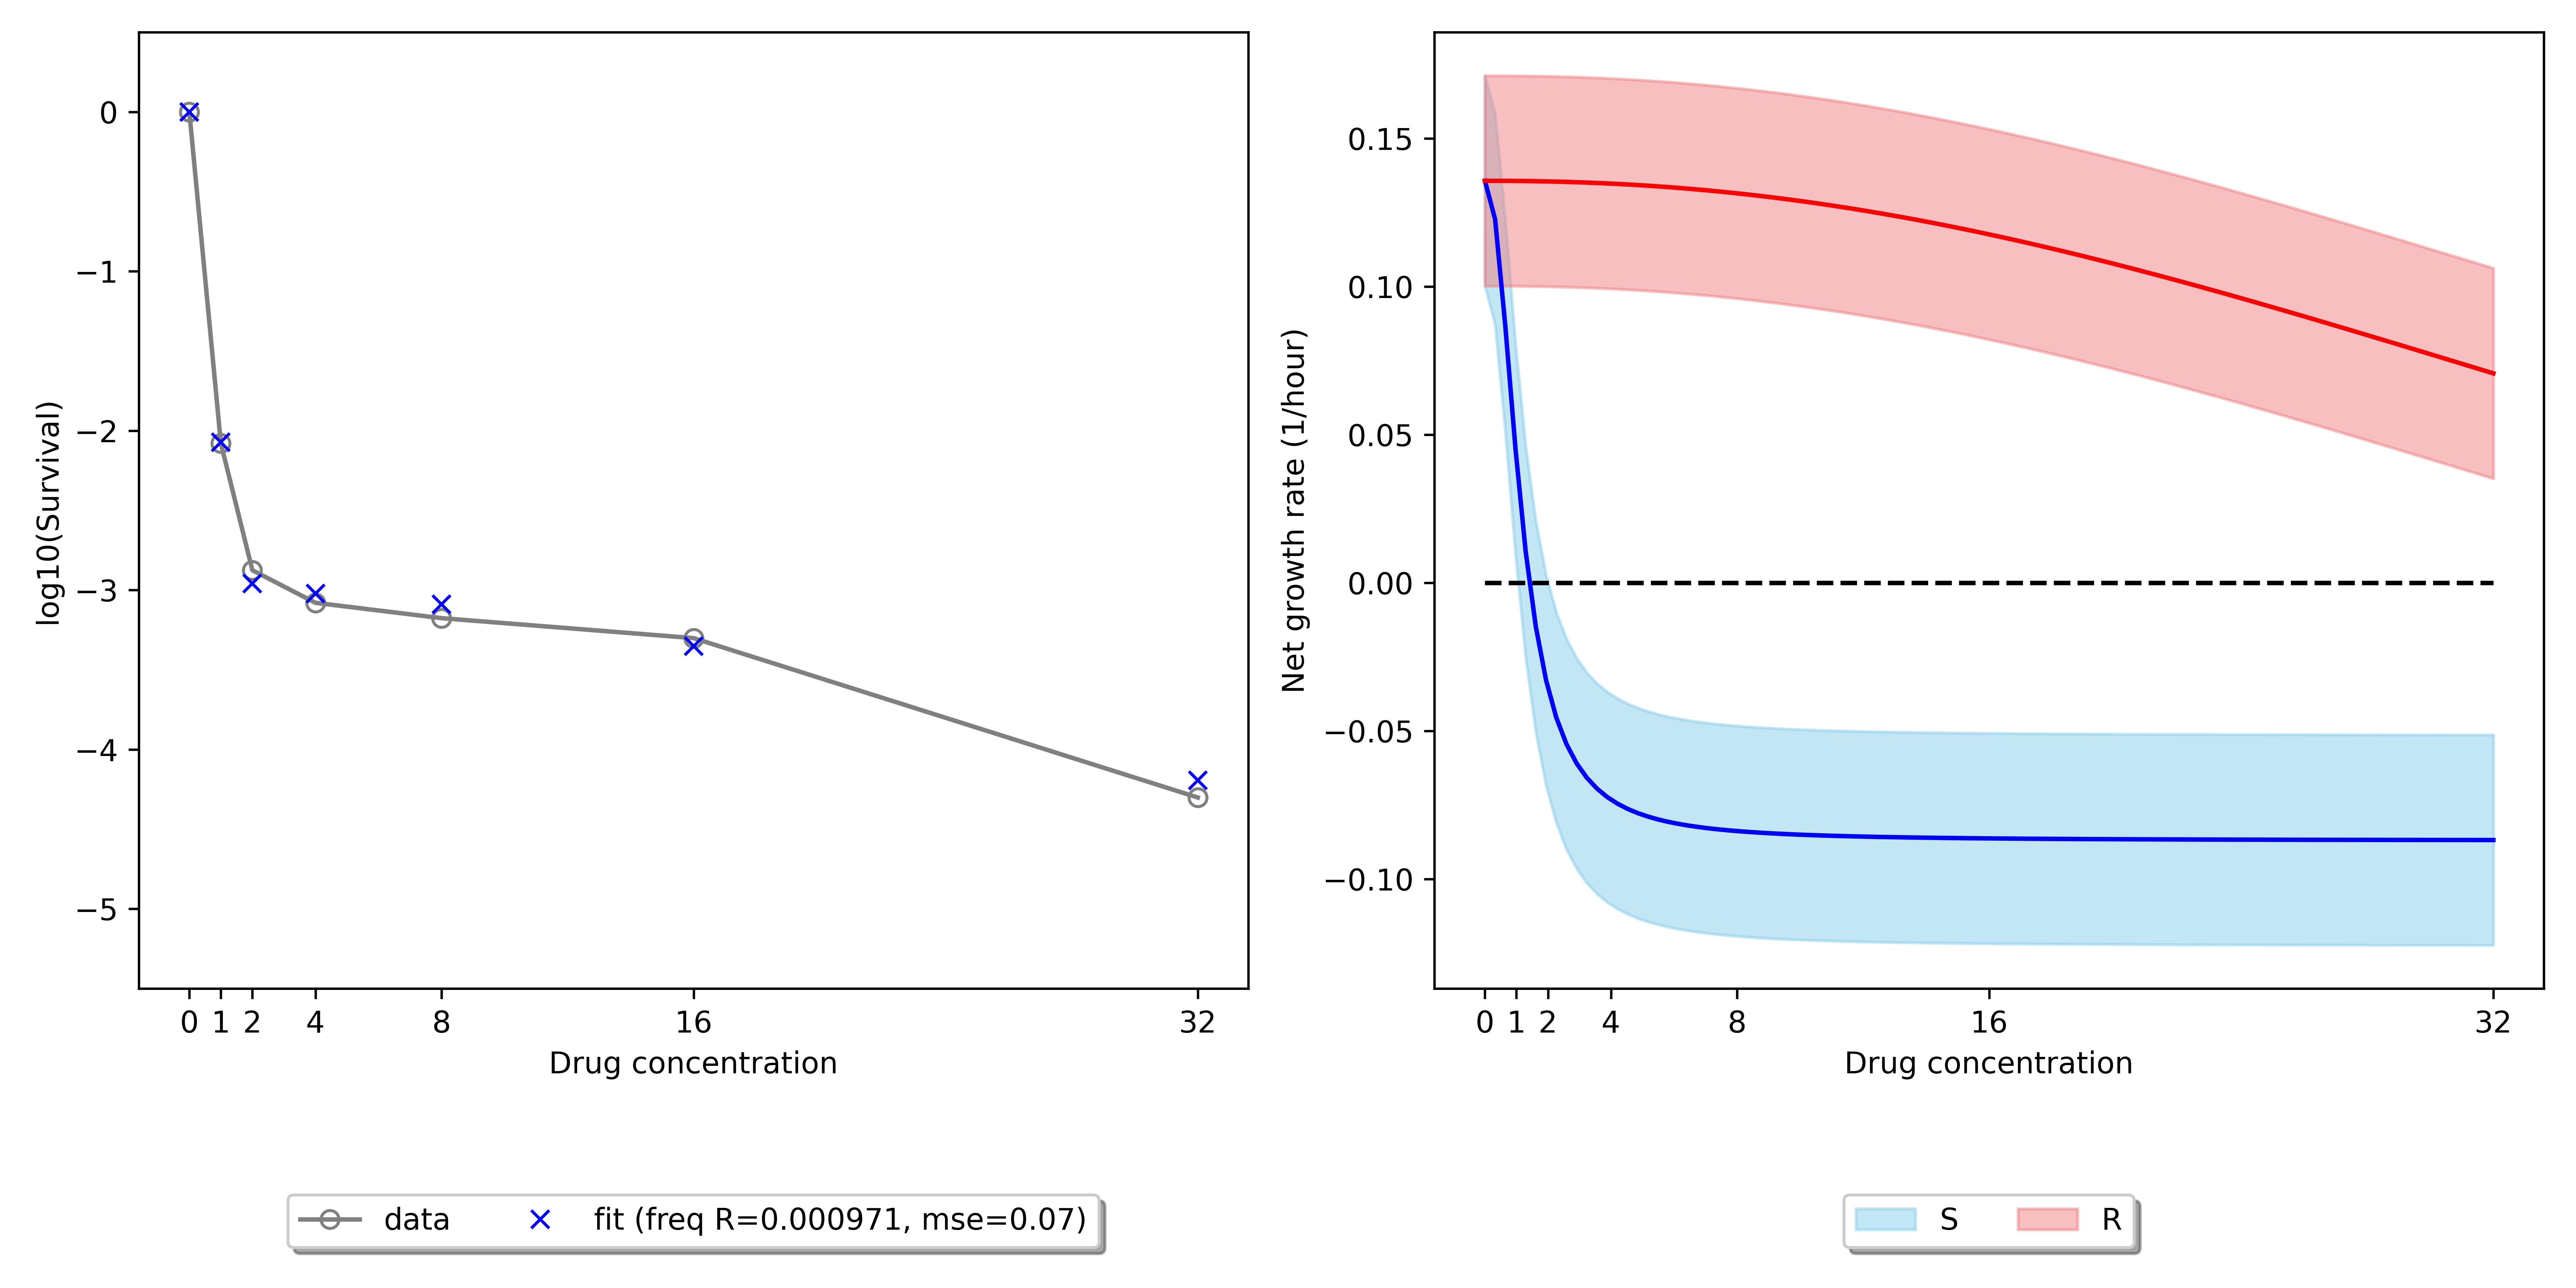 log10(Survival)
0
−1
−2
−3
−4
−5
0 1 2 4 8 16 32
Drug concentration
data fit (freq R=0.000971, mse=0.07)
Net growth rate (1/hour)
0.15
0.10
0.05
0.00
−0.05
−0.10
0 1 2 4 8 16 32
Drug concentration
S R